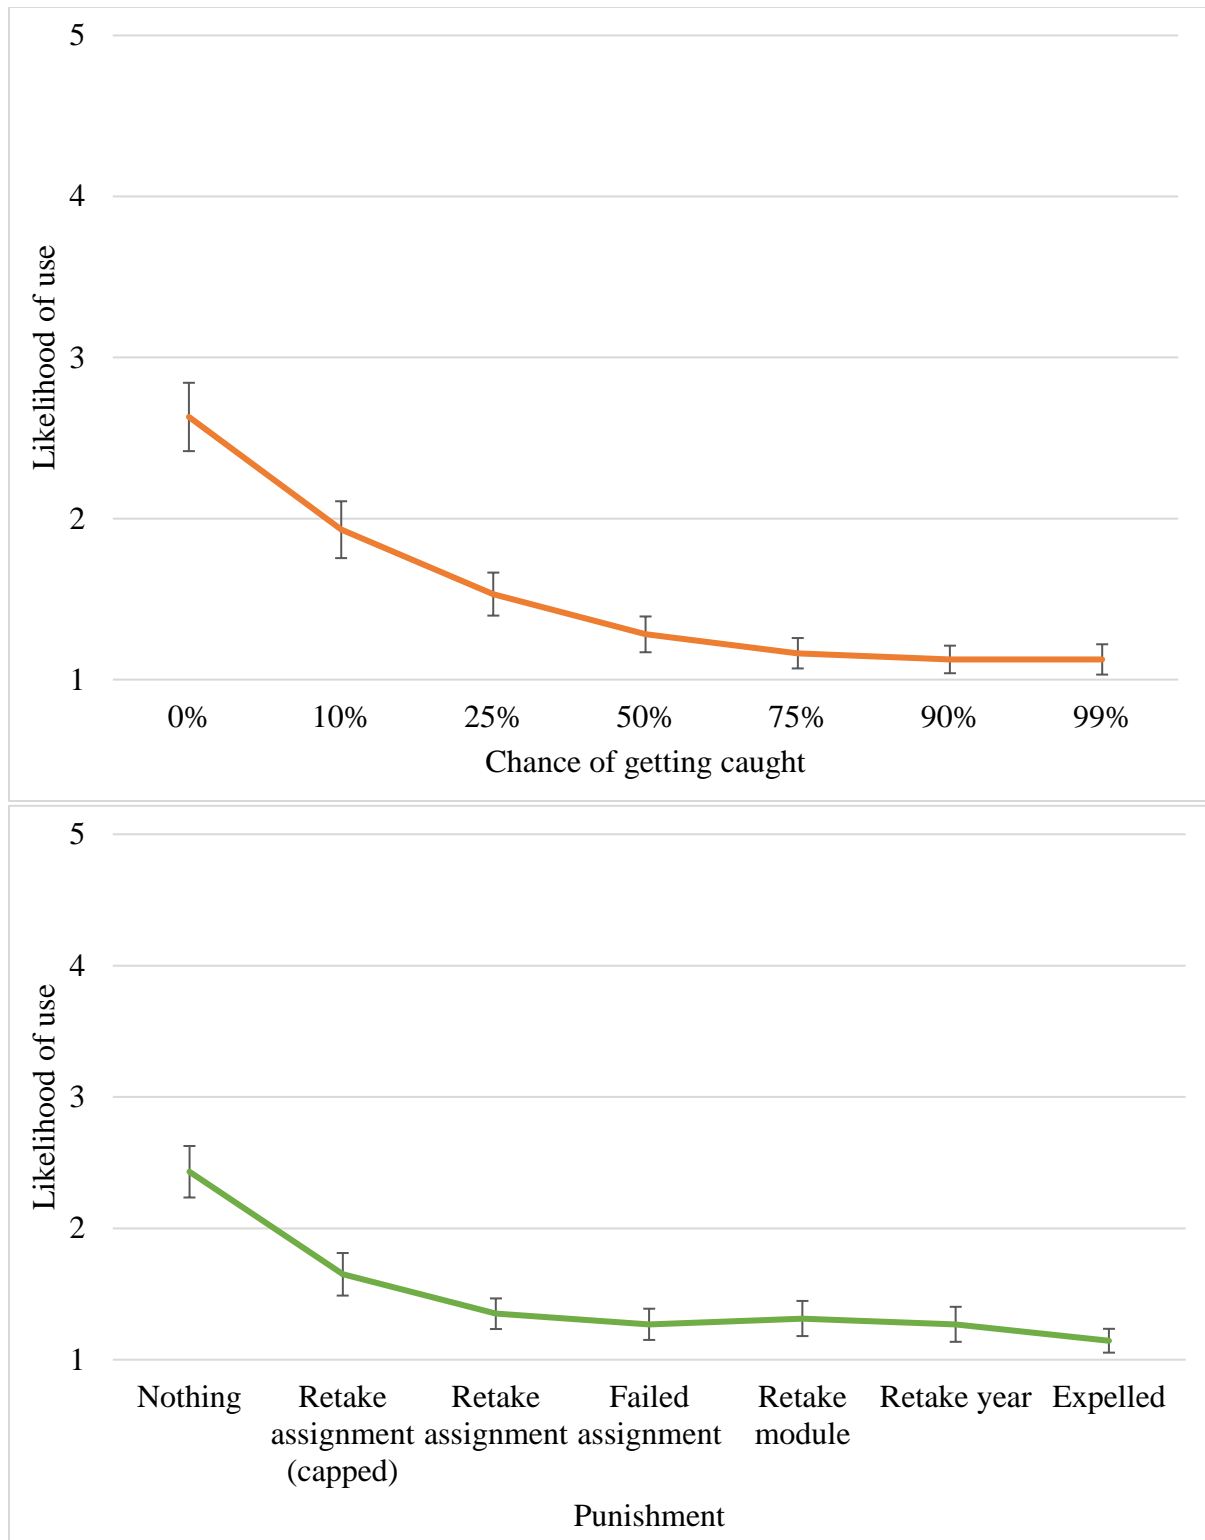 5
4
3
2
1
Likelihood of use
0% 10% 25% 50% 75% 90% 99%
Chance of getting caught
5
4
3
2
1
Likelihood of use
Nothing Retake Retake Failed Retake Retake year Expelled
assignment assignment assignment module
(capped)
Punishment